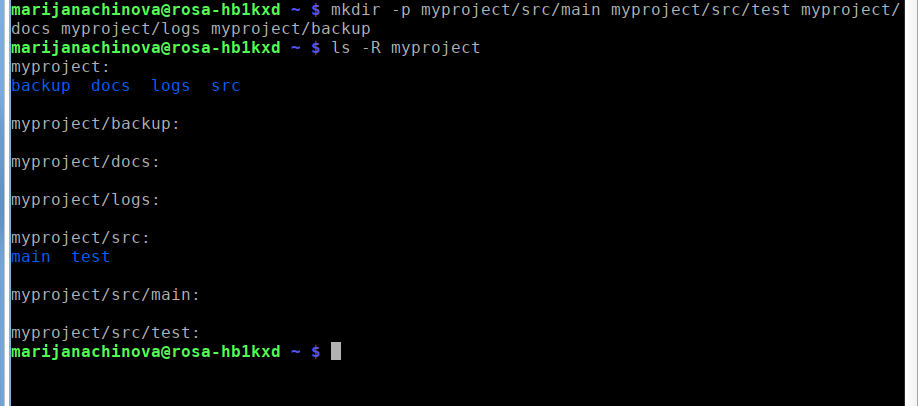 marijanachinova@rosa-hb1kxd ~ $ mkdir -p myproject/src/main myproject/src/test myproject/
docs myproject/logs myproject/backup
marijanachinova@rosa-hb1kxd ~ $ ls -R myproject
myproject:
backup  docs  logs  src

myproject/backup:

myproject/docs:

myproject/logs:

myproject/src:
main  test

myproject/src/main:

myproject/src/test:
marijanachinova@rosa-hb1kxd ~ $